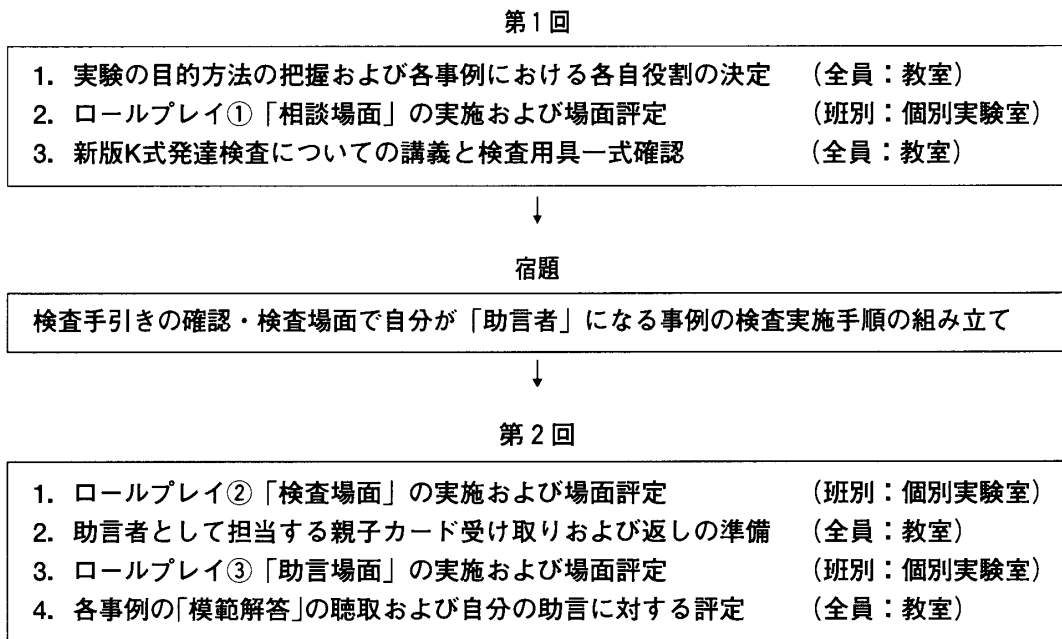 第1回
1. 実験の目的方法の把握および各事例における各自役割の決定 （全員：教室）
2. ロールプレイ①「相談場面」の実施および場面評定 （班別：個別実験室）
3. 新版K式発達検査についての講義と検査用具一式確認 （全員：教室）
↓
宿題
検査手引きの確認・検査場面で自分が「助言者」になる事例の検査実施手順の組み立て
↓
第2回
1. ロールプレイ②「検査場面」の実施および場面評定 （班別：個別実験室）
2. 助言者として担当する親子カード受け取りおよび返しの準備 （全員：教室）
3. ロールプレイ③「助言場面」の実施および場面評定 （班別：個別実験室）
4. 各事例の「模範解答」の聴取および自分の助言に対する評定 （全員：教室）